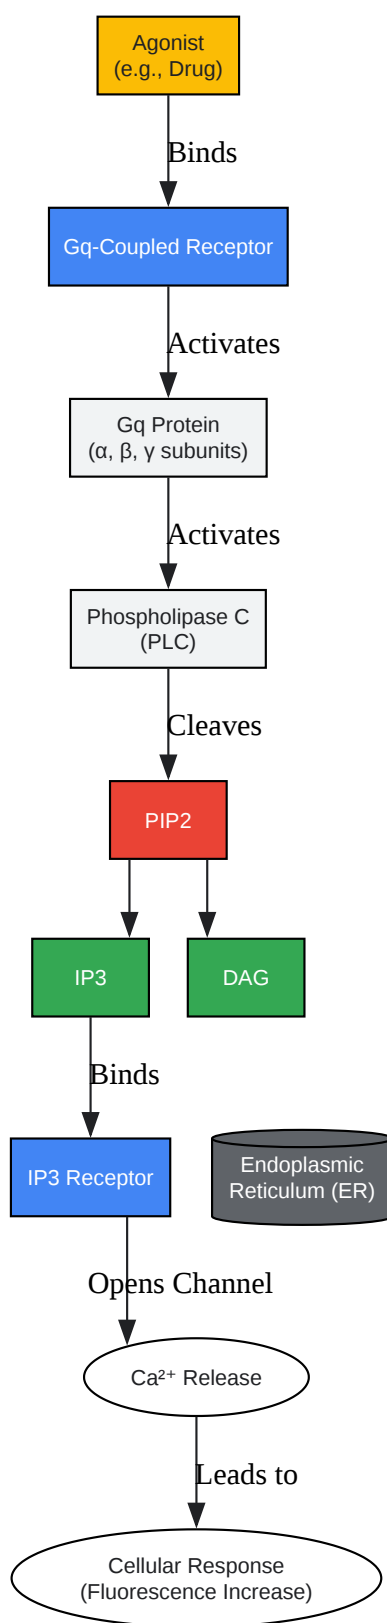 Agonist
(e.g., Drug)
Binds
Gq-Coupled Receptor
Activates
Gq Protein
(α, β, γ subunits)
Activates
Phospholipase C
(PLC)
Cleaves
PIP2
IP3
DAG
Binds
IP3 Receptor
Endoplasmic
Reticulum (ER)
Opens Channel
Ca²⁺ Release
Leads to
Cellular Response
(Fluorescence Increase)